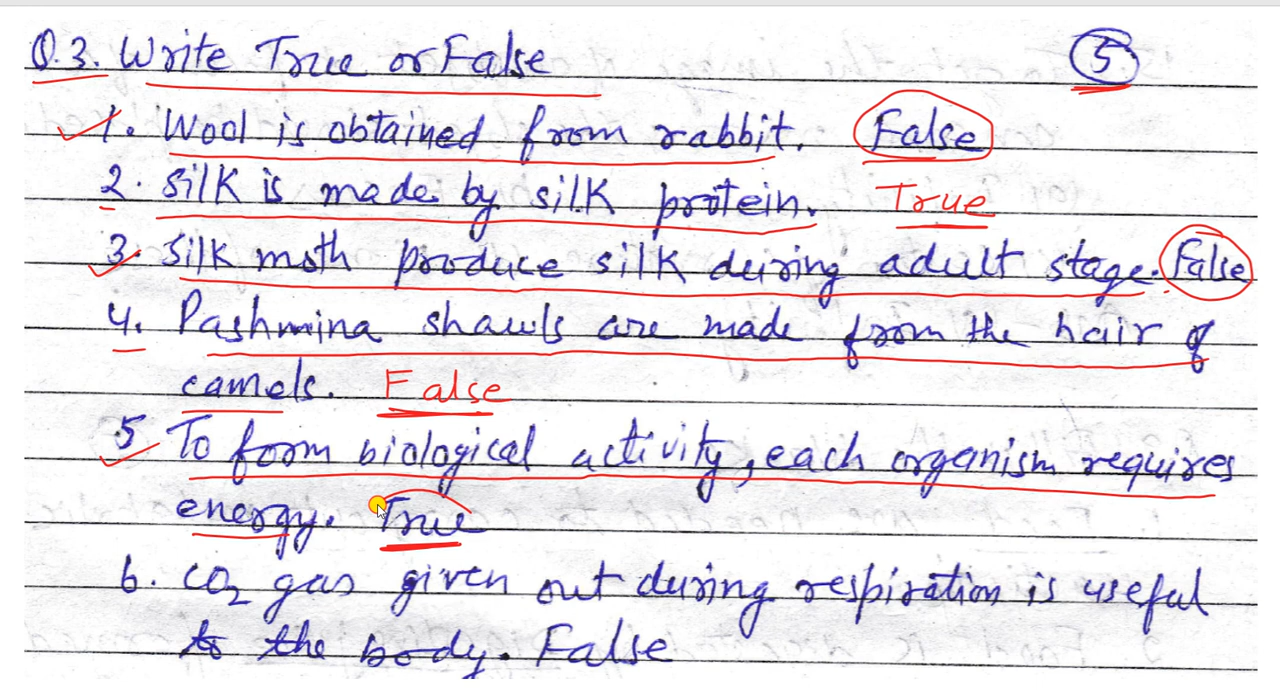 Q.3. Write True or False
5
1. Wool is obtained from rabbit. False
2. Silk is made by silk protein. True
3. Silk moth produce silk during adult stage. False
4. Pashmina shawls are made from the hair of
camels. False
5 To form biological activity, each organism requires
energy. True
6. CO2 gas given out during respiration is useful
to the body. False